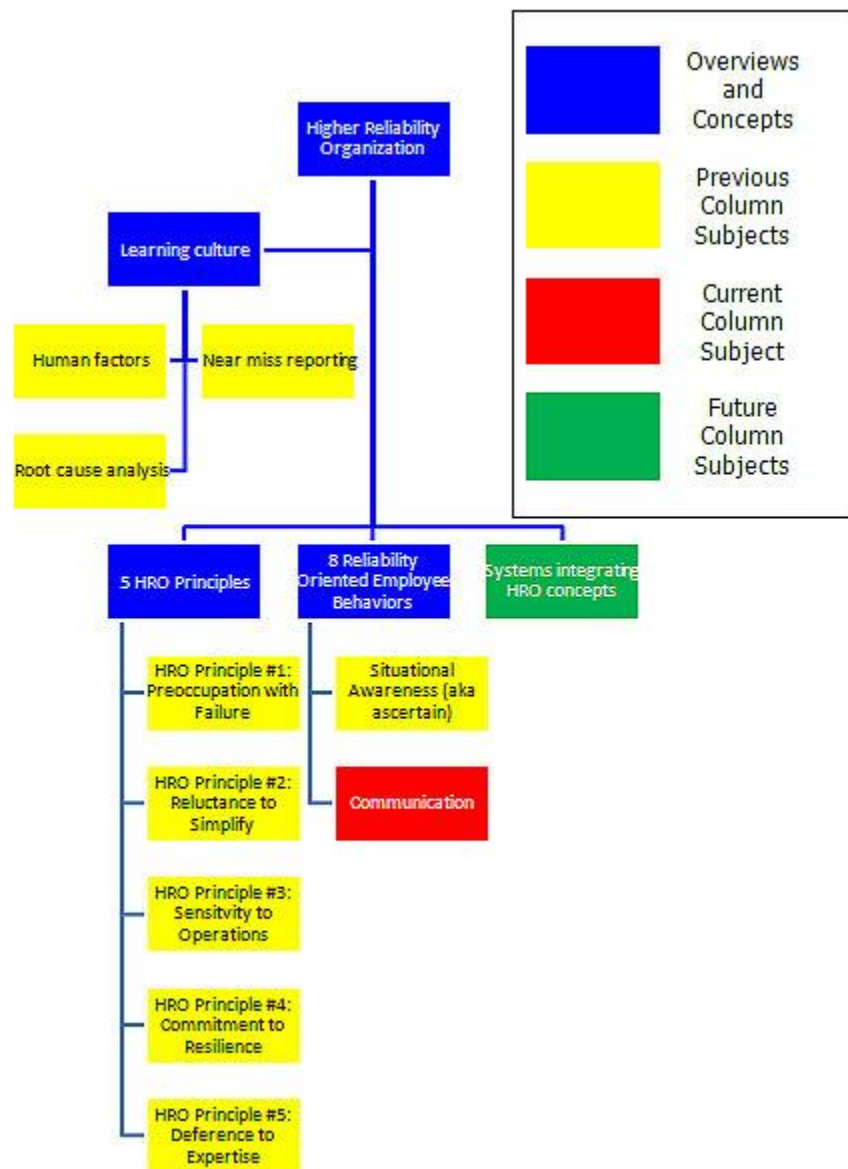 Higher Reliability
Organization
Learning culture
Human factors
Near miss reporting
Root cause analysis
5 HRO Principles
8 Reliability
Oriented Employee
Behaviors
Systems integrating
HRO concepts
HRO Principle #1:
Preoccupation with
Failure
HRO Principle #2:
Reluctance to
Simplify
HRO Principle #3:
Sensitvity to
Operations
HRO Principle #4:
Commitment to
Resilience
HRO Principle #5:
Deference to
Expertise
Situational
Awareness (aka
ascertain)
Communication
Overviews
and
Concepts
Previous
Column
Subjects
Current
Column
Subject
Future
Column
Subjects